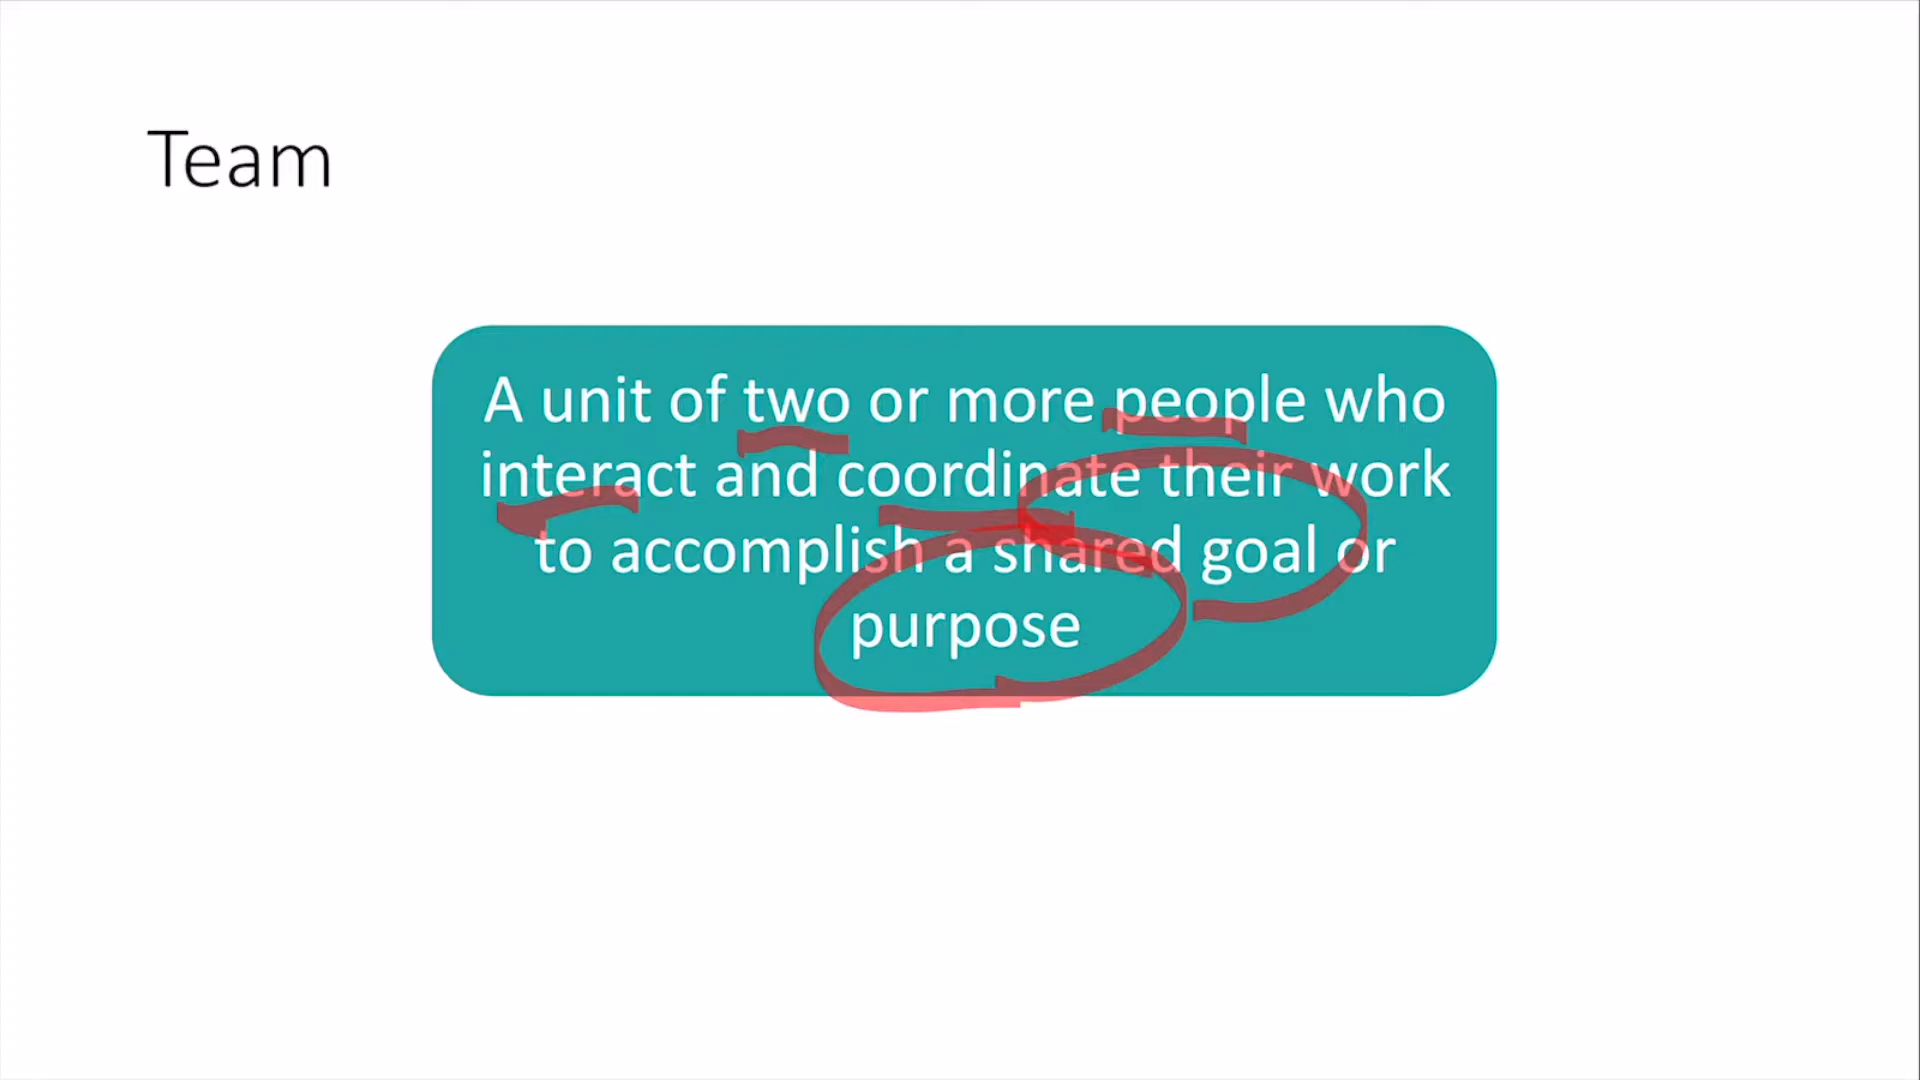 Team
A unit of two or more people who
interact and coordinate their work
to accomplish a shared goal or
purpose